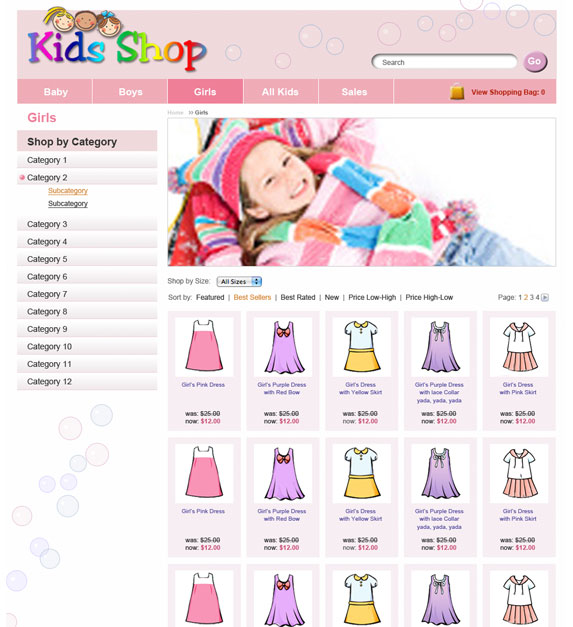 Kids Shop
Search
Go
Baby
Boys
Girls
All Kids
Sales
View Shopping Bag: 0
Girls
Shop by Category
Category 1
Category 2
Subcategory
Subcategory
Category 3
Category 4
Category 5
Category 6
Category 7
Category 8
Category 9
Category 10
Category 11
Category 12
Home » Girls
Shop by Size: All Sizes
Sort by: Featured | Best Sellers | Best Rated | New | Price Low-High | Price High-Low
Page: 1 2 3 4
Girl's Pink Dress
was: $25.00
now: $12.00
Girl's Purple Dress
with Red Bow
was: $25.00
now: $12.00
Girl's Dress
with Yellow Skirt
was: $25.00
now: $12.00
Girl's Purple Dress
with lace Collar
yada, yada, yada
was: $25.00
now: $12.00
Girl's Dress
with Pink Skirt
was: $25.00
now: $12.00
Girl's Pink Dress
was: $25.00
now: $12.00
Girl's Purple Dress
with Red Bow
was: $25.00
now: $12.00
Girl's Dress
with Yellow Skirt
was: $25.00
now: $12.00
Girl's Purple Dress
with lace Collar
yada, yada, yada
was: $25.00
now: $12.00
Girl's Dress
with Pink Skirt
was: $25.00
now: $12.00